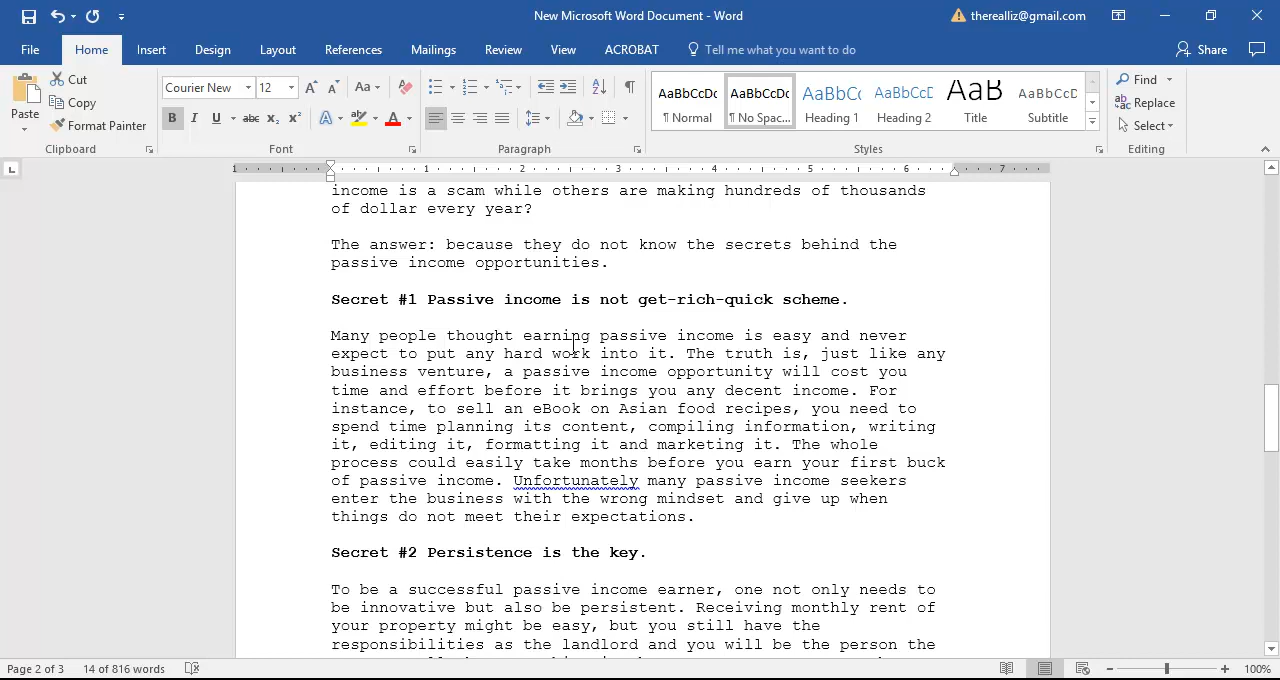 New Microsoft Word Document - Word
therealliz@gmail.com
File Home Insert Design Layout References Mailings Review View ACROBAT Tell me what you want to do Share
Paste
Cut
Copy
Format Painter
Clipboard
Courier New 12 Aa
B I U abc X₂ X² A A
Font
Paragraph
AaBbCcDc AaBbCcDc AaBbCc AaBbCcD AaB AaBbCcD
¶ Normal ¶ No Spac... Heading 1 Heading 2 Title Subtitle
Styles
Find
Replace
Select
Editing
L 1 1 2 3 4 5 6 7
income is a scam while others are making hundreds of thousands
of dollar every year?
The answer: because they do not know the secrets behind the
passive income opportunities.
Secret #1 Passive income is not get-rich-quick scheme.
Many people thought earning passive income is easy and never
expect to put any hard work into it. The truth is, just like any
business venture, a passive income opportunity will cost you
time and effort before it brings you any decent income. For
instance, to sell an eBook on Asian food recipes, you need to
spend time planning its content, compiling information, writing
it, editing it, formatting it and marketing it. The whole
process could easily take months before you earn your first buck
of passive income. Unfortunately many passive income seekers
enter the business with the wrong mindset and give up when
things do not meet their expectations.
Secret #2 Persistence is the key.
To be a successful passive income earner, one not only needs to
be innovative but also be persistent. Receiving monthly rent of
your property might be easy, but you still have the
responsibilities as the landlord and you will be the person the
Page 2 of 3 14 of 816 words 100%